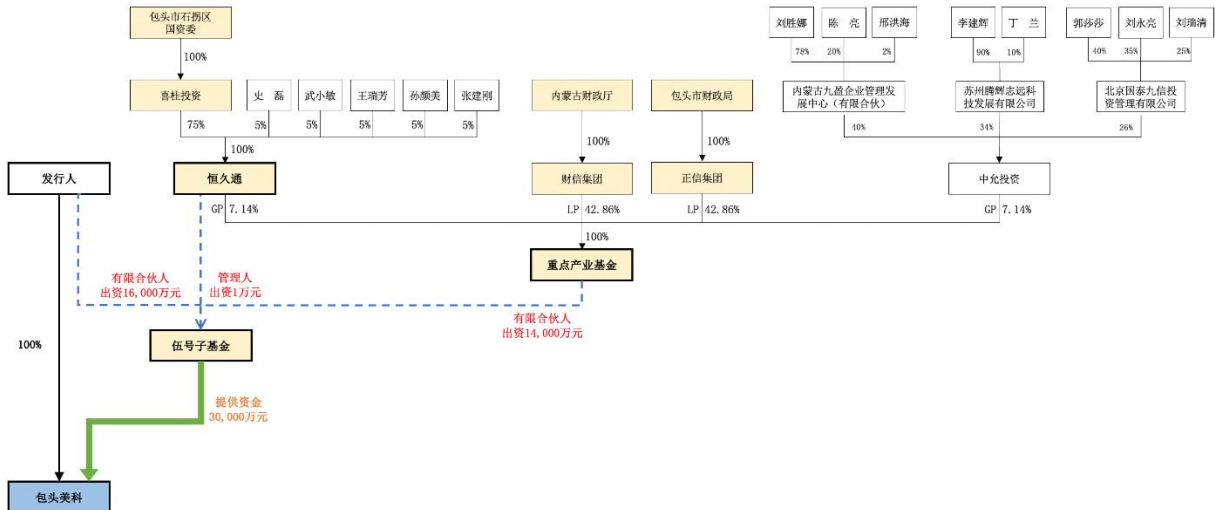 包头市石拐区
国资委
刘胜娜
陈 亮
邢洪海
李建辉
丁 兰
郭莎莎
刘永亮
刘瑞清
100%
78%
20%
2%
90%
10%
40%
35%
25%
喜桂投资
史 磊
武小敏
王瑞芳
孙颜美
张建刚
内蒙古财政厅
包头市财政局
内蒙古九盈企业管理发
展中心（有限合伙）
苏州腾辉志远科
技发展有限公司
北京国泰九信投
资管理有限公司
75%
5%
5%
5%
5%
5%
100%
100%
40%
34%
26%
100%
发行人
恒久通
财信集团
正信集团
中允投资
GP 7.14%
LP 42.86%
LP 42.86%
GP 7.14%
100%
重点产业基金
有限合伙人
出资16,000万元
管理人
出资1万元
有限合伙人
出资14,000万元
100%
伍号子基金
提供资金
30,000万元
包头美科